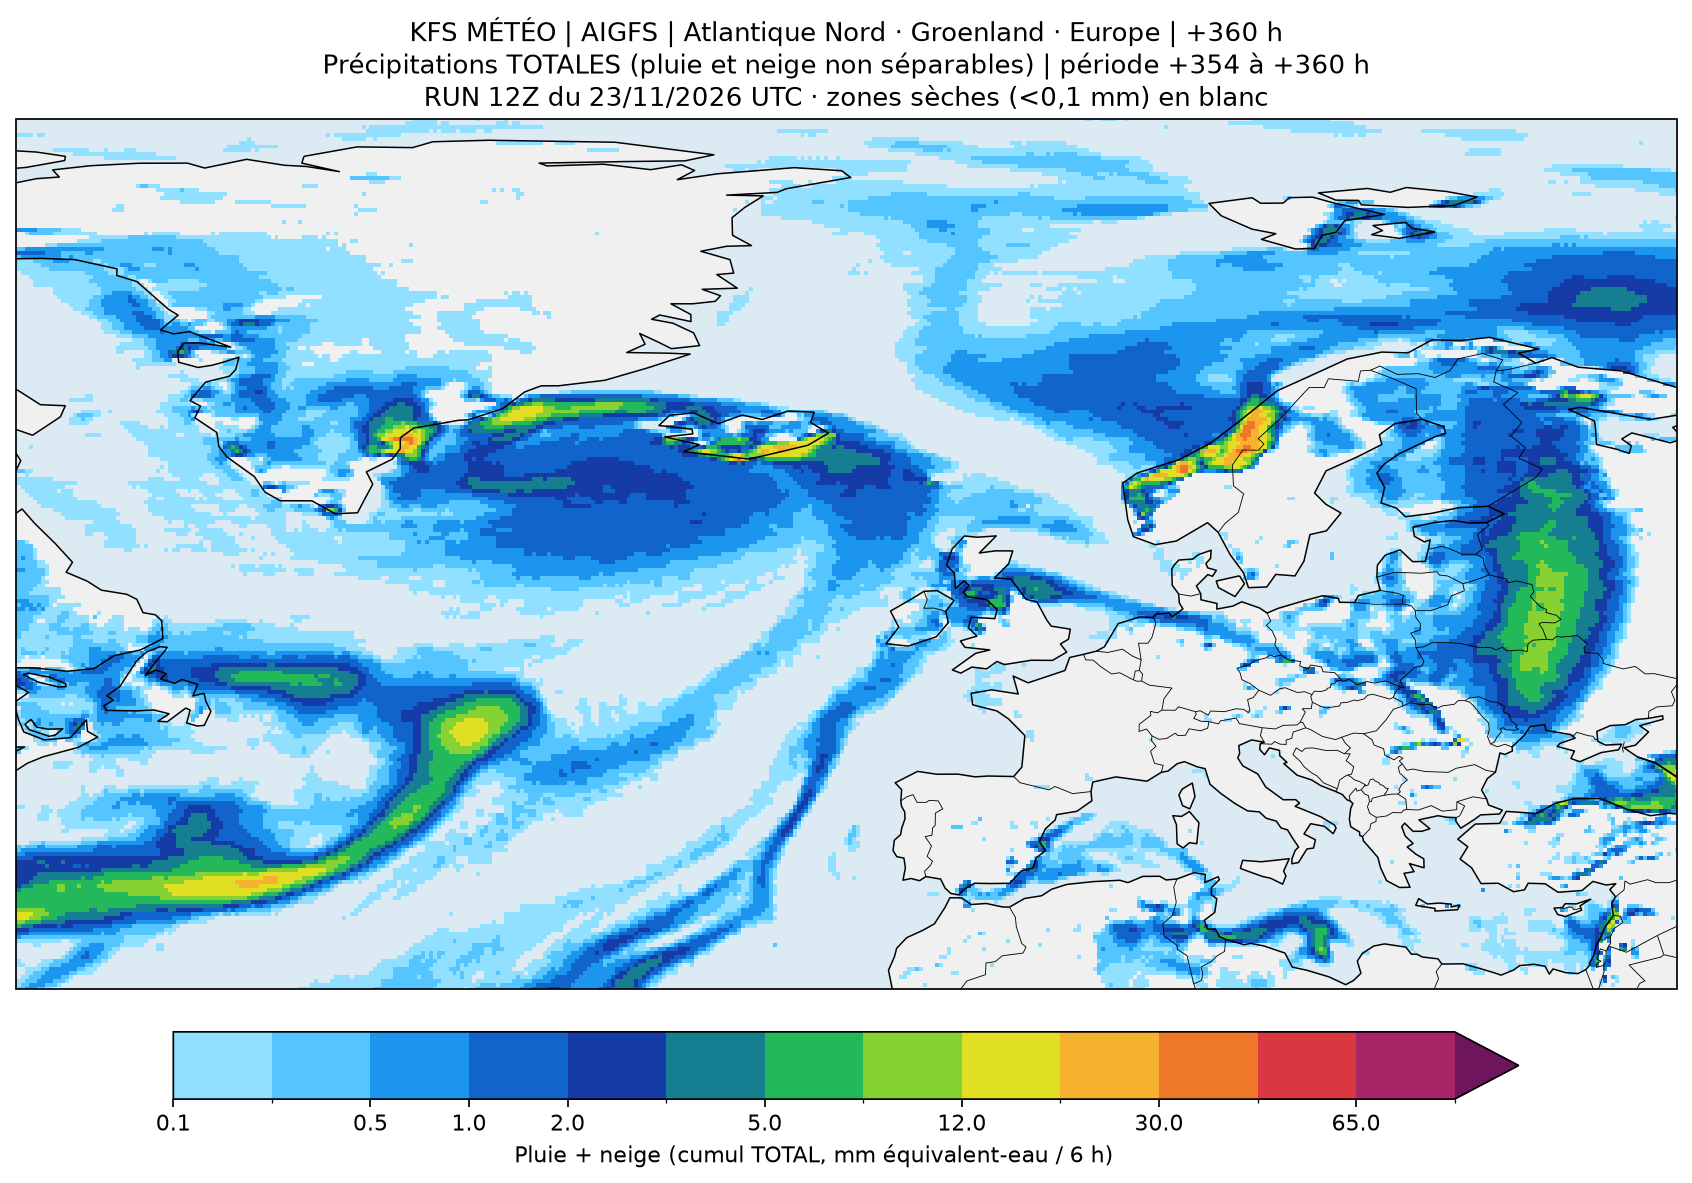 KFS MÉTÉO | AIGFS | Atlantique Nord · Groenland · Europe | +360 h
Précipitations TOTALES (pluie et neige non séparables) | période +354 à +360 h
RUN 12Z du 23/11/2026 UTC · zones sèches (<0,1 mm) en blanc
0.1 0.5 1.0 2.0 5.0 12.0 30.0 65.0
Pluie + neige (cumul TOTAL, mm équivalent-eau / 6 h)